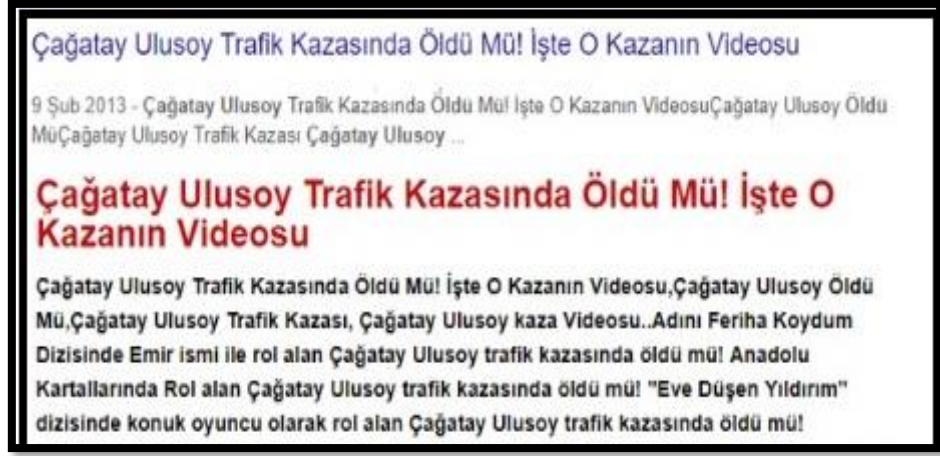 Çağatay Ulusoy Trafik Kazasında Öldü Mü! İşte O Kazanın Videosu
9 Şub 2013 - Çağatay Ulusoy Trafik Kazasında Öldü Mü! İşte O Kazanın VideosuÇağatay Ulusoy Öldü
MüÇağatay Ulusoy Trafik Kazası Çağatay Ulusoy ...
Çağatay Ulusoy Trafik Kazasında Öldü Mü! İşte O
Kazanın Videosu
Çağatay Ulusoy Trafik Kazasında Öldü Mü! İşte O Kazanın Videosu,Çağatay Ulusoy Öldü
Mü,Çağatay Ulusoy Trafik Kazası, Çağatay Ulusoy kaza Videosu..Adını Feriha Koydum
Dizisinde Emir ismi ile rol alan Çağatay Ulusoy trafik kazasında öldü mü! Anadolu
Kartallarında Rol alan Çağatay Ulusoy trafik kazasında öldü mü! "Eve Düşen Yıldırım"
dizisinde konuk oyuncu olarak rol alan Çağatay Ulusoy trafik kazasında öldü mü!